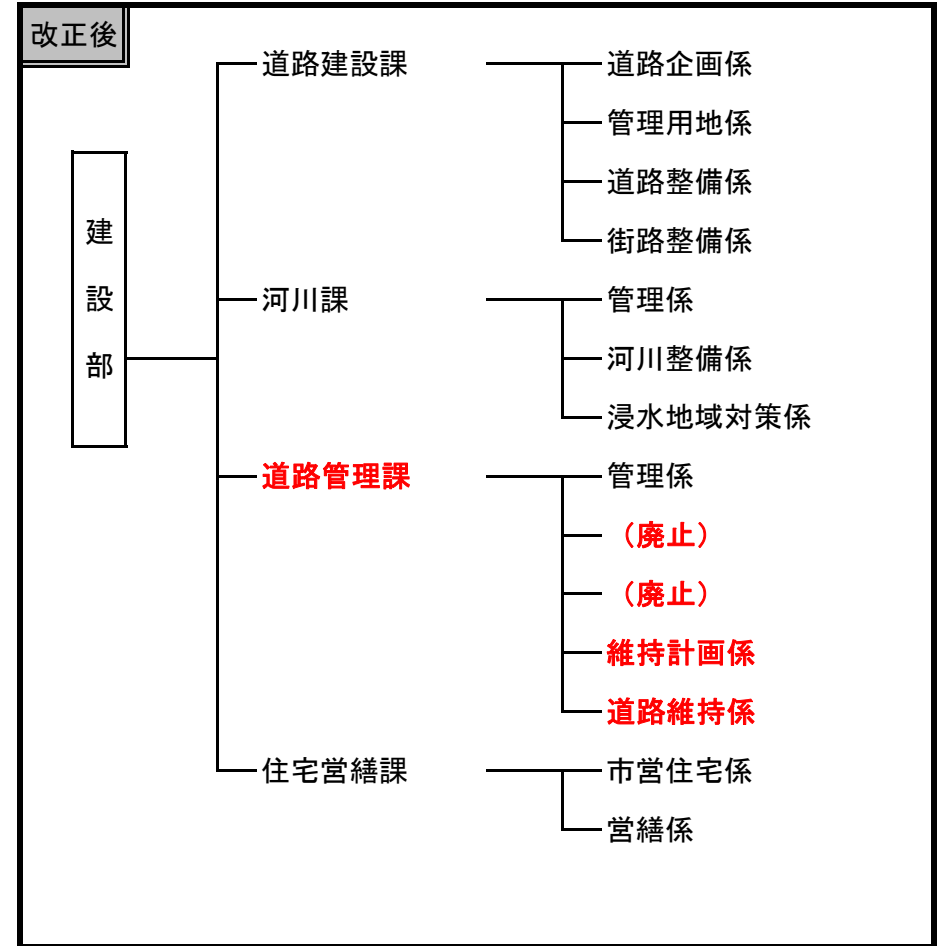 改正後
建設部
道路建設課
道路企画係
管理用地係
道路整備係
街路整備係
河川課
管理係
河川整備係
浸水地域対策係
道路管理課
管理係
（廃止）
（廃止）
維持計画係
道路維持係
住宅営繕課
市営住宅係
営繕係